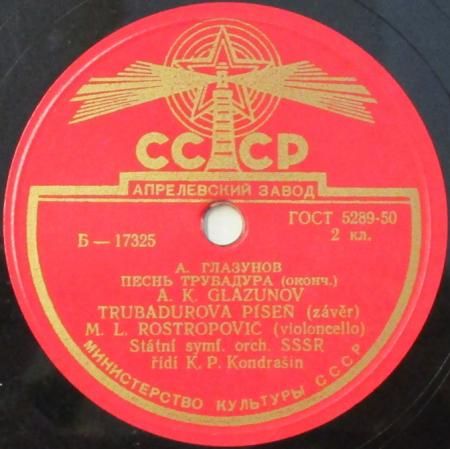 СССР
АПРЕЛЕВСКИЙ ЗАВОД
ГОСТ 5289-50
Б — 17325
2 кл.
А. ГЛАЗУНОВ
ПЕСНЬ ТРУБАДУРА (оконч.)
A. K. GLAZUNOV
TRUBADUROVA PÍSEŇ (závěr)
M. L. ROSTROPOVIČ (violoncello)
Státní symf. orch. SSSR
řídí K. P. Kondrašin
МИНИСТЕРСТВО КУЛЬТУРЫ СССР